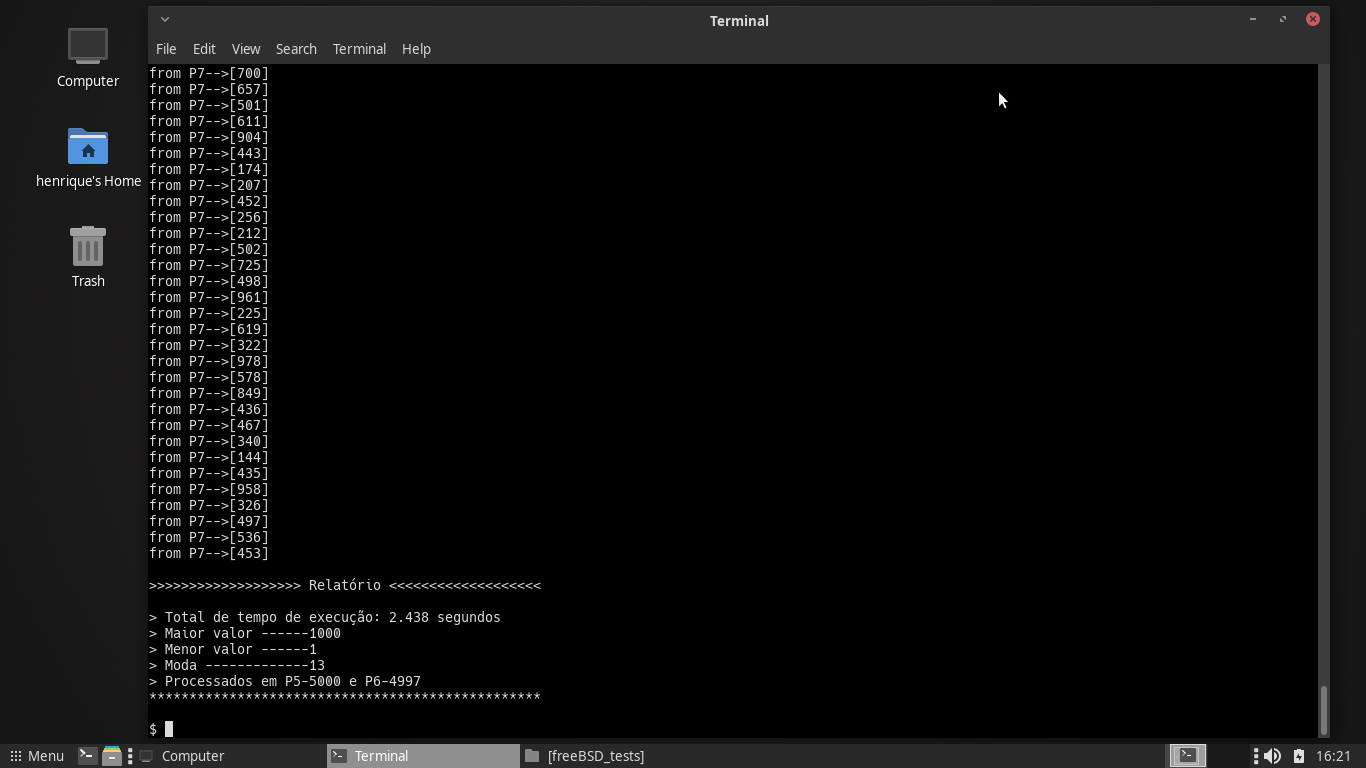 Terminal
File Edit View Search Terminal Help
Computer
henrique's Home
Trash
from P7-->[700]
from P7-->[657]
from P7-->[501]
from P7-->[611]
from P7-->[904]
from P7-->[443]
from P7-->[174]
from P7-->[207]
from P7-->[452]
from P7-->[256]
from P7-->[212]
from P7-->[502]
from P7-->[725]
from P7-->[498]
from P7-->[961]
from P7-->[225]
from P7-->[619]
from P7-->[322]
from P7-->[978]
from P7-->[578]
from P7-->[849]
from P7-->[436]
from P7-->[467]
from P7-->[340]
from P7-->[144]
from P7-->[435]
from P7-->[958]
from P7-->[326]
from P7-->[497]
from P7-->[536]
from P7-->[453]
>>>>>>>>>>>>>>>>>>> Relatório <<<<<<<<<<<<<<<<<<<
> Total de tempo de execução: 2.438 segundos
> Maior valor ------1000
> Menor valor ------1
> Moda -------------13
> Processados em P5-5000 e P6-4997
*************************************************
$
Menu Computer Terminal [freeBSD_tests] 16:21